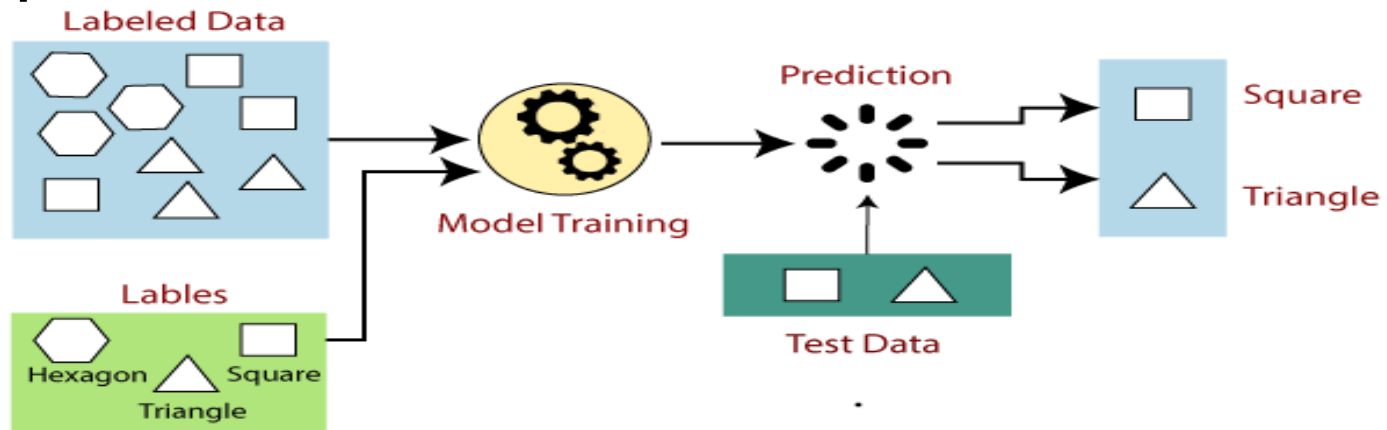 Labeled Data
Prediction
Square
Triangle
Model Training
Lables
Hexagon
Square
Triangle
Test Data